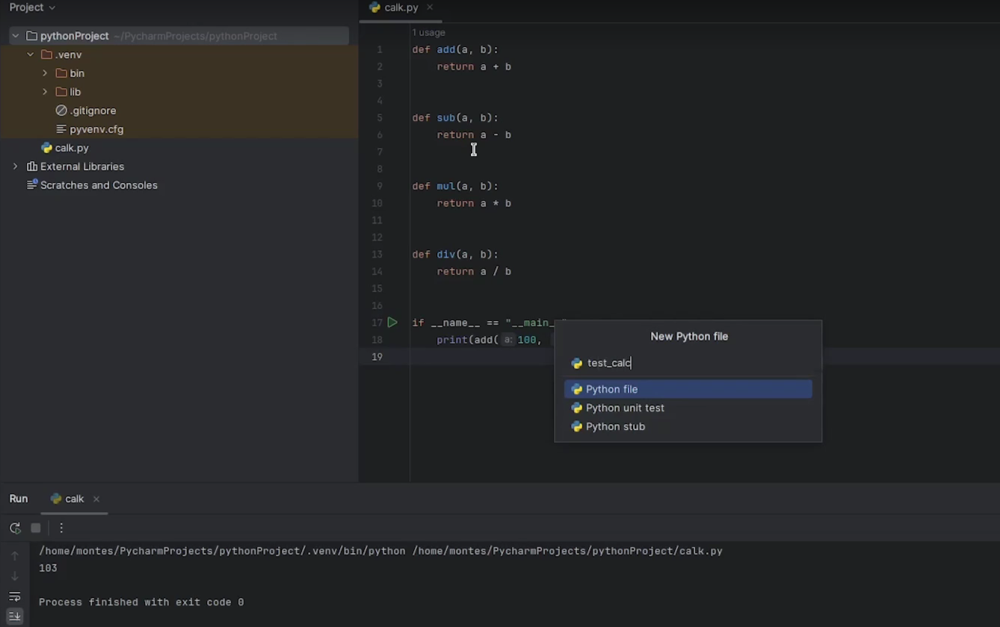 Project
calk.py
pythonProject ~/PycharmProjects/pythonProject
.venv
bin
lib
.gitignore
pyvenv.cfg
calk.py
External Libraries
Scratches and Consoles
1 usage
1 def add(a, b):
2 return a + b
3
4
5 def sub(a, b):
6 return a - b
7
8
9 def mul(a, b):
10 return a * b
11
12
13 def div(a, b):
14 return a / b
15
16
17 if __name__ == "__main_
18 print(add( a: 100,
19
New Python file
test_calc
Python file
Python unit test
Python stub
Run calk
/home/montes/PycharmProjects/pythonProject/.venv/bin/python /home/montes/PycharmProjects/pythonProject/calk.py
103
Process finished with exit code 0